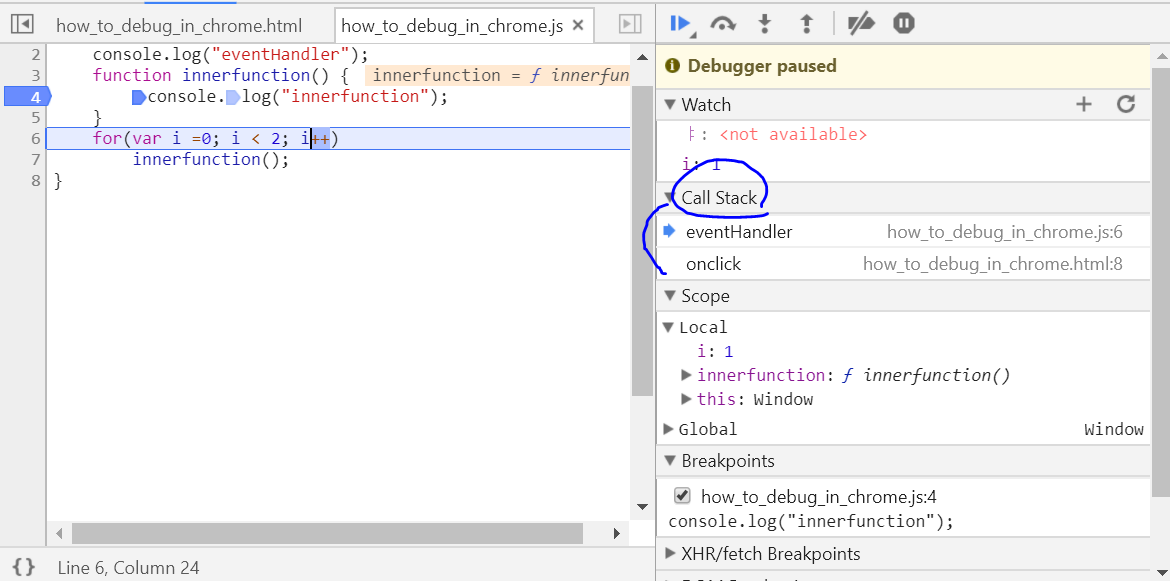 how_to_debug_in_chrome.html how_to_debug_in_chrome.js ×
2 console.log("eventHandler");
3 function innerfunction() { innerfunction = ƒ innerfun
4 console.log("innerfunction");
5 }
6 for(var i =0; i < 2; i++)
7 innerfunction();
8 }
{} Line 6, Column 24
Debugger paused
Watch
: <not available>
i: 1
Call Stack
eventHandler how_to_debug_in_chrome.js:6
onclick how_to_debug_in_chrome.html:8
Scope
Local
i: 1
innerfunction: ƒ innerfunction()
this: Window
Global Window
Breakpoints
how_to_debug_in_chrome.js:4
console.log("innerfunction");
XHR/fetch Breakpoints